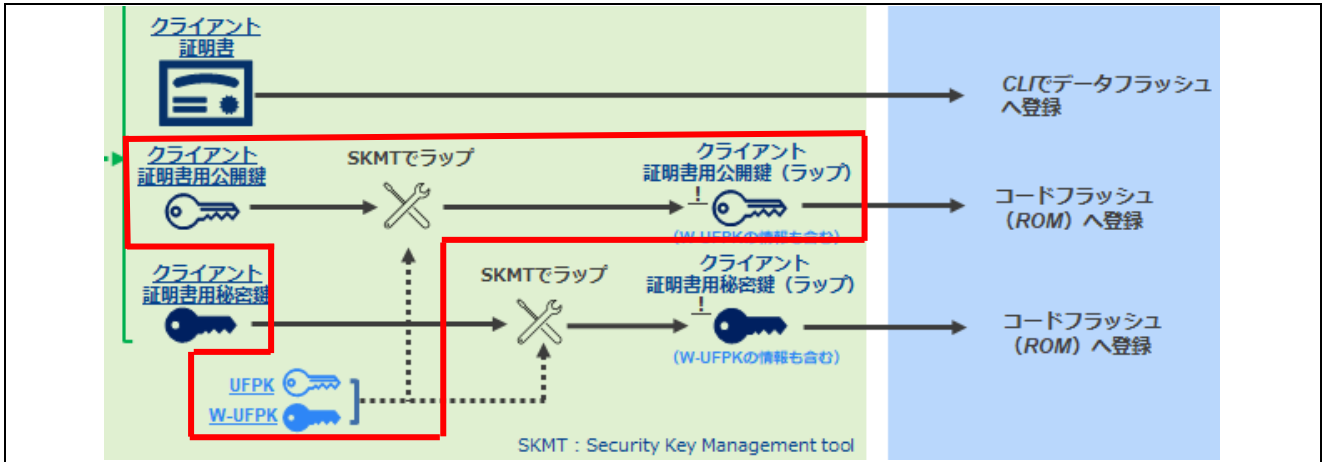 クライアント
証明書
CLIでデータフラッシュ
へ登録
クライアント
証明書用公開鍵
SKMTでラップ
クライアント
証明書用公開鍵（ラップ）
!
(W-UFPKの情報も含む)
コードフラッシュ
（ROM）へ登録
クライアント
証明書用秘密鍵
SKMTでラップ
クライアント
証明書用秘密鍵（ラップ）
!
(W-UFPKの情報も含む)
コードフラッシュ
（ROM）へ登録
UFPK
W-UFPK
SKMT：Security Key Management tool